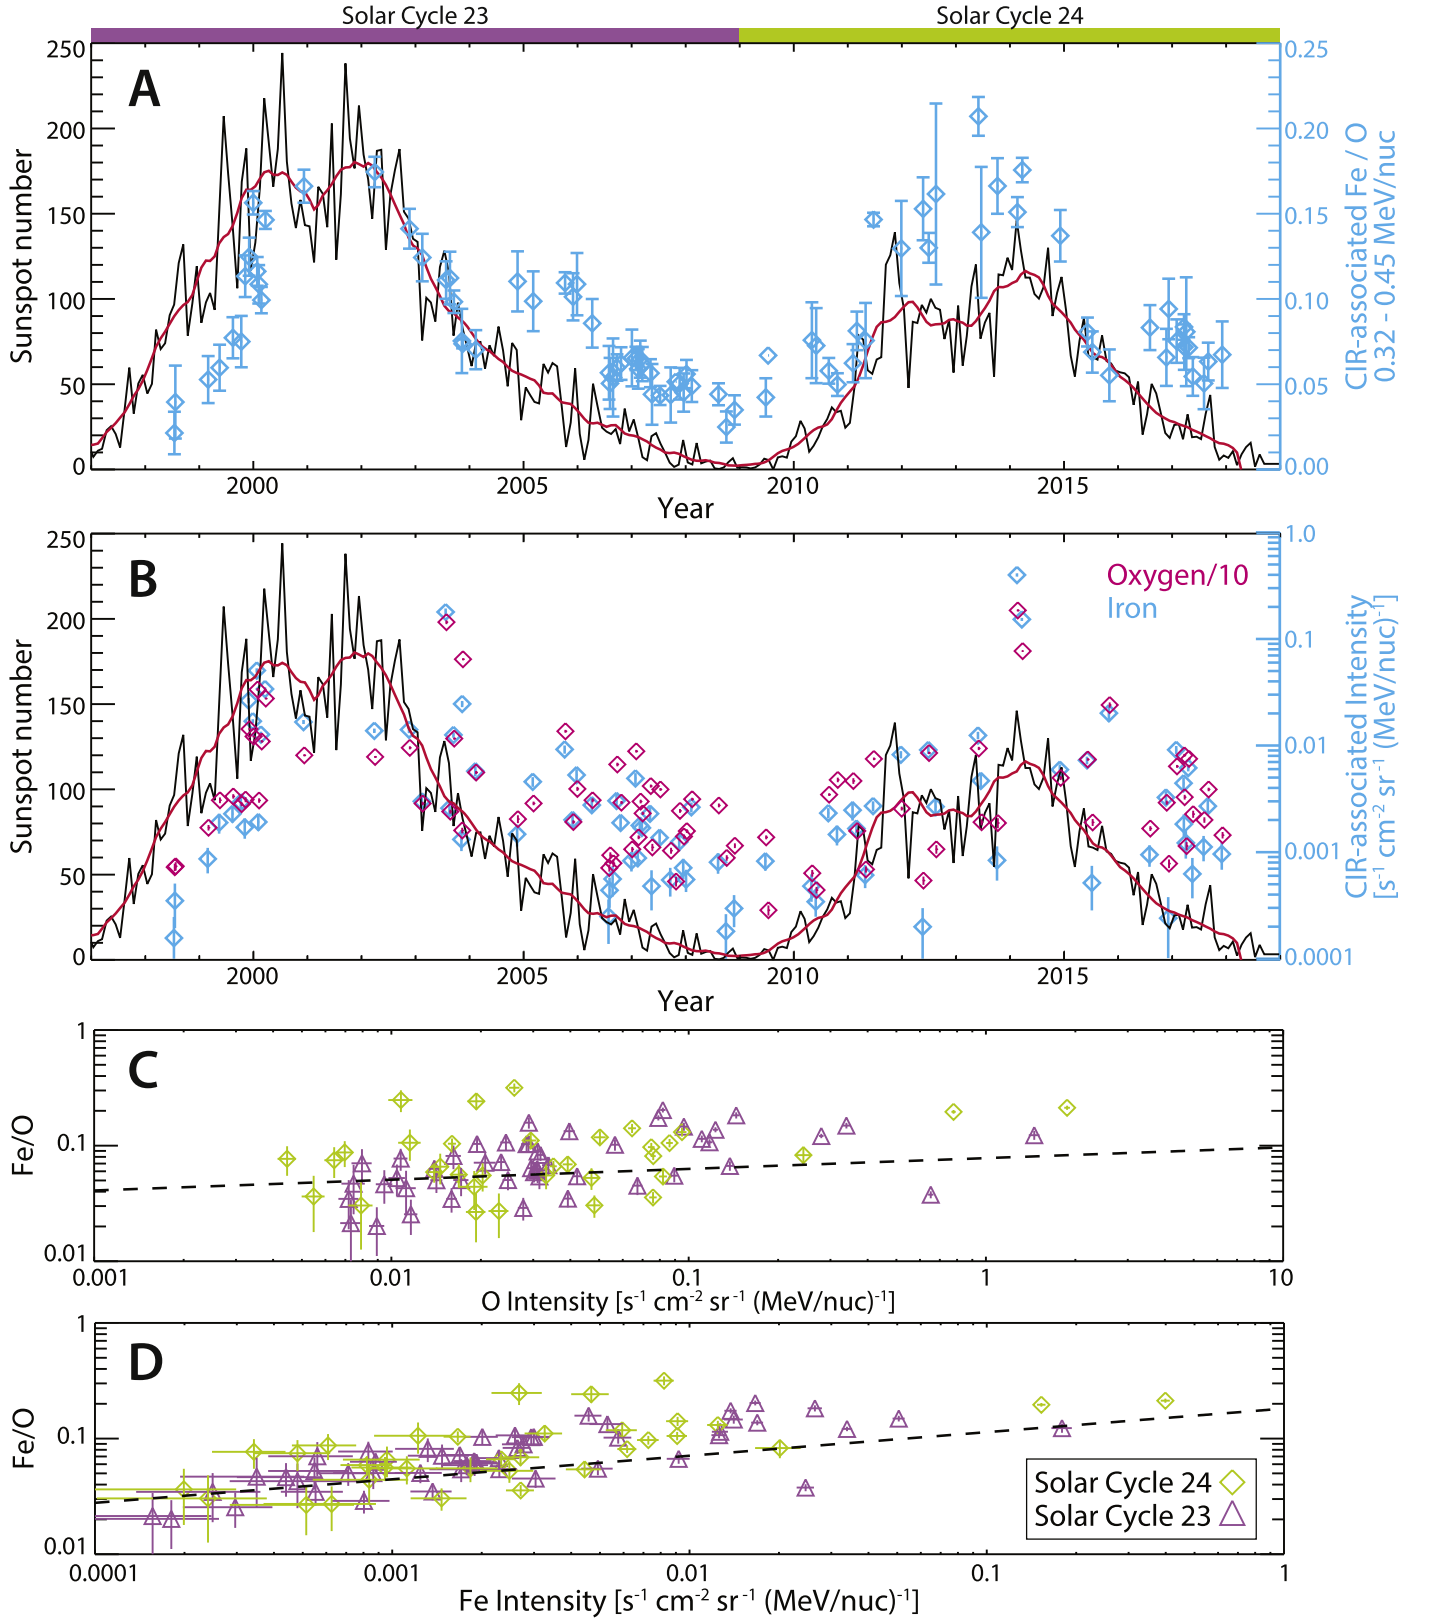 Solar Cycle 23
Solar Cycle 24
A
250
200
150
100
50
0
Sunspot number
0.25
0.20
0.15
0.10
0.05
0.00
CIR-associated Fe / O
0.32 - 0.45 MeV/nuc
2000
2005
2010
2015
Year
B
250
200
150
100
50
0
Sunspot number
Oxygen/10
Iron
1.0
0.1
0.01
0.001
0.0001
CIR-associated Intensity
[s⁻¹ cm⁻² sr⁻¹ (MeV/nuc)⁻¹]
2000
2005
2010
2015
Year
C
1
0.1
0.01
Fe/O
0.001
0.01
0.1
1
10
O Intensity [s⁻¹ cm⁻² sr⁻¹ (MeV/nuc)⁻¹]
D
1
0.1
0.01
Fe/O
Solar Cycle 24
Solar Cycle 23
0.0001
0.001
0.01
0.1
1
Fe Intensity [s⁻¹ cm⁻² sr⁻¹ (MeV/nuc)⁻¹]